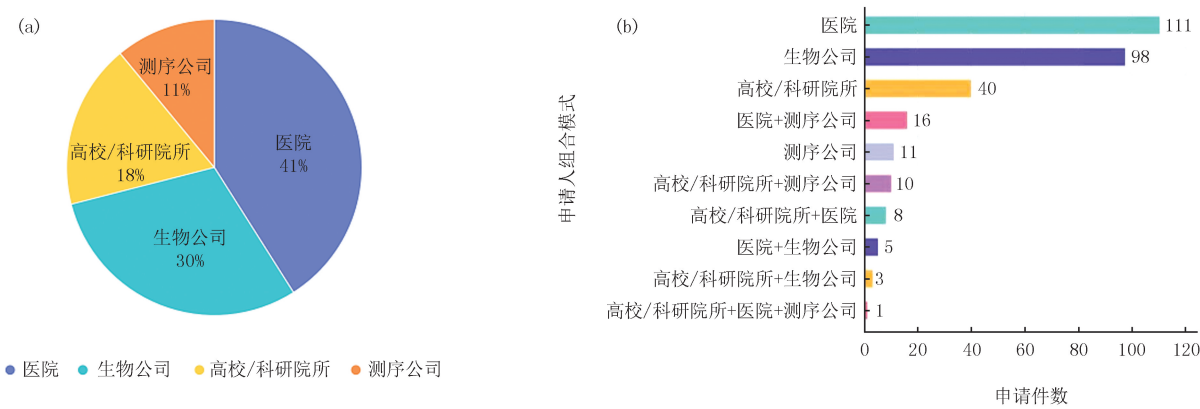 (a)
测序公司
11%
医院
41%
高校/科研院所
18%
生物公司
30%
医院 生物公司 高校/科研院所 测序公司
(b)
申请人组合模式
医院 111
生物公司 98
高校/科研院所 40
医院+测序公司 16
测序公司 11
高校/科研院所+测序公司 10
高校/科研院所+医院 8
医院+生物公司 5
高校/科研院所+生物公司 3
高校/科研院所+医院+测序公司 1
0 20 40 60 80 100 120
申请件数